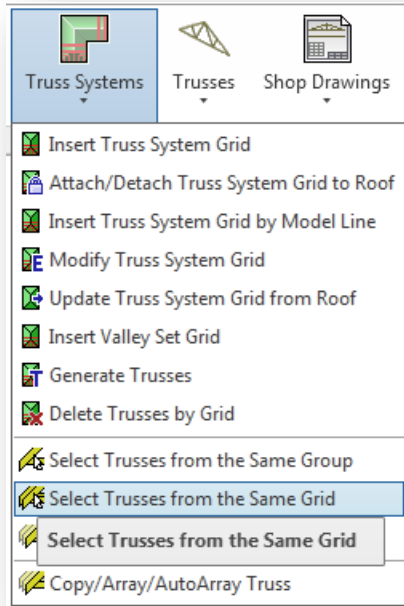 Truss Systems Trusses Shop Drawings
Insert Truss System Grid
Attach/Detach Truss System Grid to Roof
Insert Truss System Grid by Model Line
Modify Truss System Grid
Update Truss System Grid from Roof
Insert Valley Set Grid
Generate Trusses
Delete Trusses by Grid
Select Trusses from the Same Group
Select Trusses from the Same Grid
Select Trusses from the Same Grid
Copy/Array/AutoArray Truss